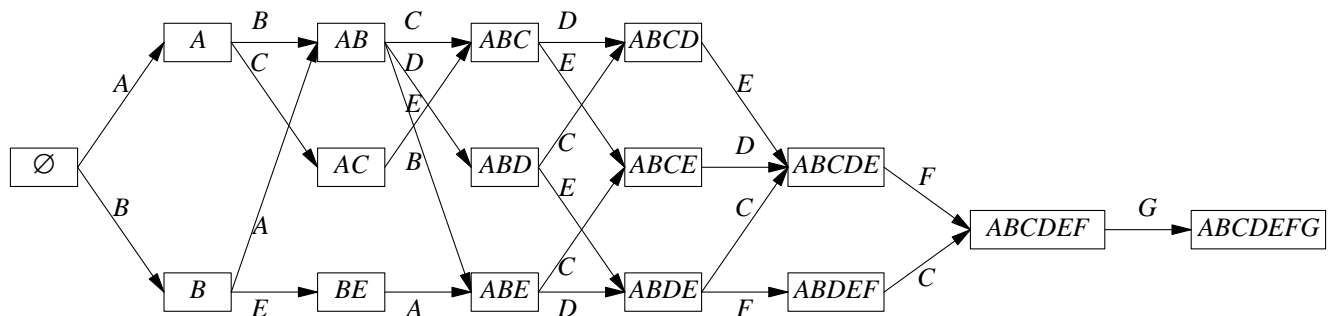 B C D
A AB ABC ABCD
C D E
A E
E
C D
∅ AC B ABD ABCE ABCDE
F
E
B C G
A ABCDEF ABCDEFG
C C
B BE ABE ABDE ABDEF
E A D F